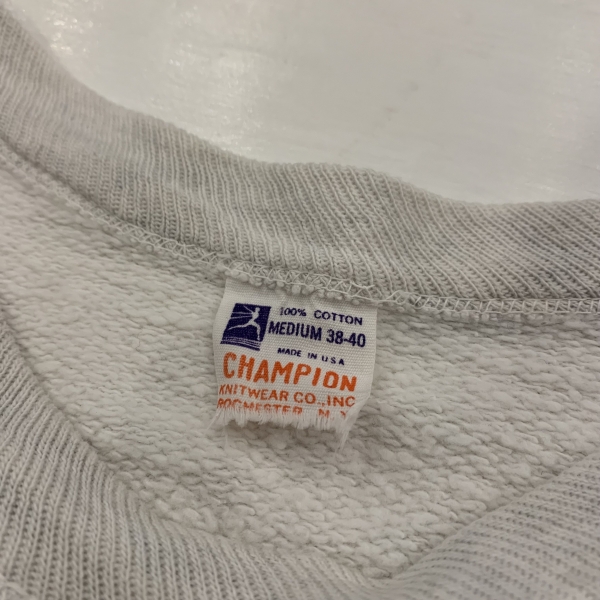 100% COTTON
MEDIUM 38-40
MADE IN U.S.A
CHAMPION
KNITWEAR CO.,INC
ROCHESTER, N.Y.